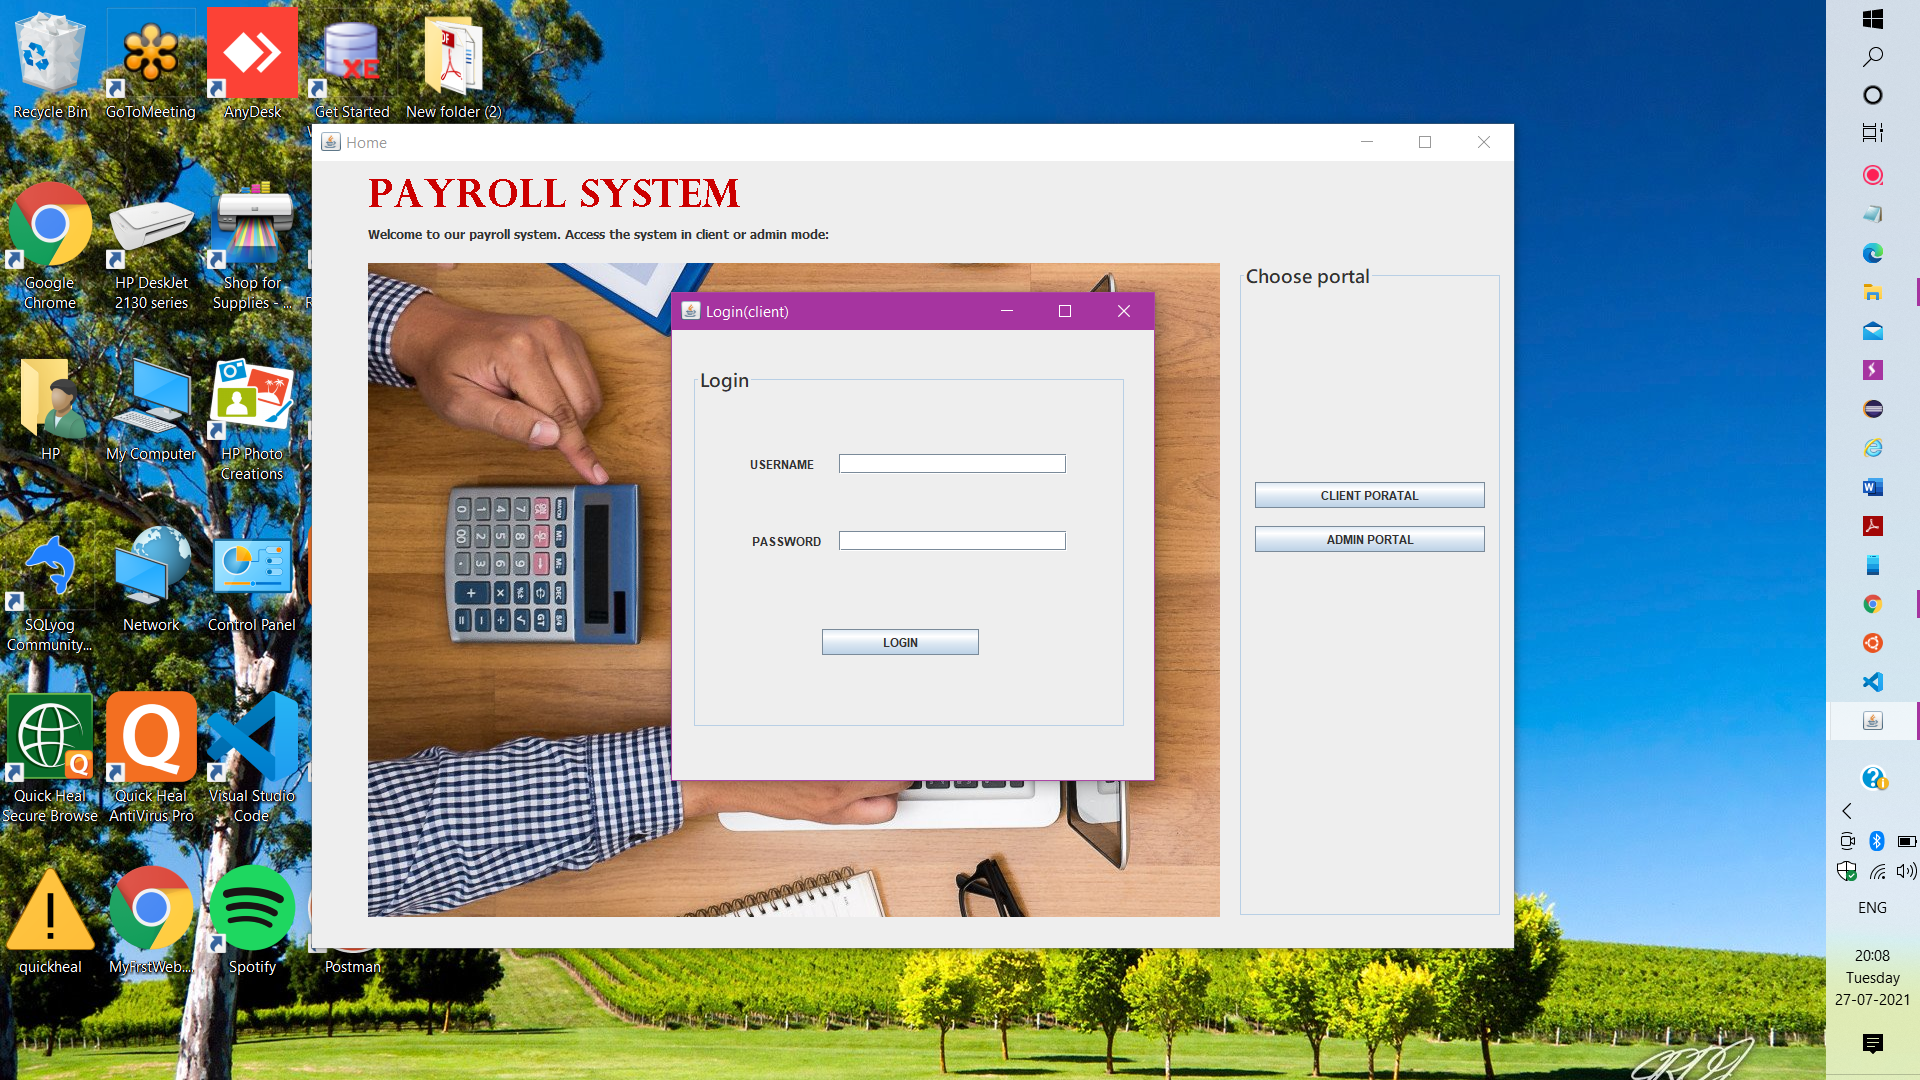 Recycle Bin
GoToMeeting
AnyDesk
Get Started
New folder (2)
Google
Chrome
HP DeskJet
2130 series
Shop for
Supplies - ...
HP
My Computer
HP Photo
Creations
SQLyog
Community...
Network
Control Panel
Quick Heal
Secure Browse
Quick Heal
AntiVirus Pro
Visual Studio
Code
quickheal
MyFirstWeb...
Spotify
Postman
Home
PAYROLL SYSTEM
Welcome to our payroll system. Access the system in client or admin mode:
Login(client)
Login
USERNAME
PASSWORD
LOGIN
Choose portal
CLIENT PORATAL
ADMIN PORTAL
ENG
20:08
Tuesday
27-07-2021